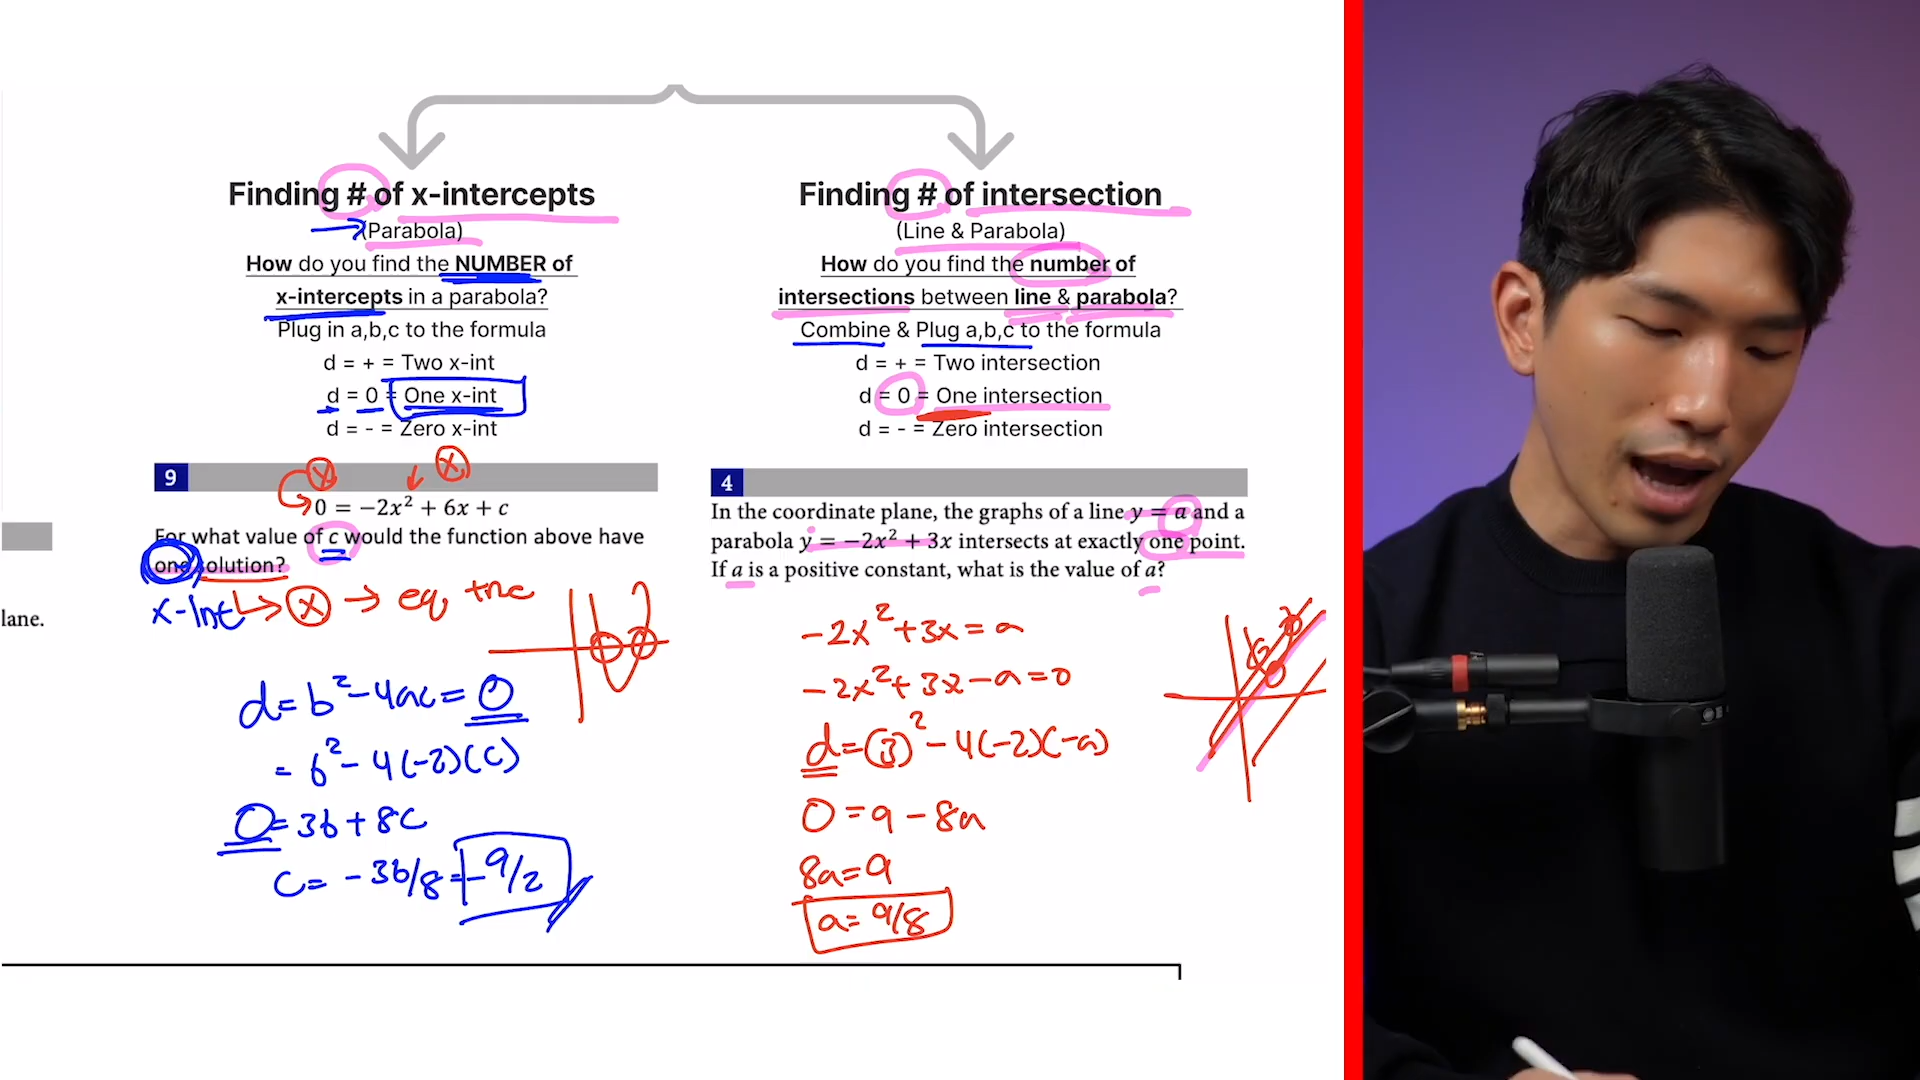 Finding # of x-intercepts
(Parabola)
How do you find the NUMBER of
x-intercepts in a parabola?
Plug in a,b,c to the formula
d = + = Two x-int
d = 0 = One x-int
d = - = Zero x-int
9
y
x
0 = −2x² + 6x + c
For what value of c would the function above have
one solution?
x-int x → eq, the
d = b² - 4ac = 0
= 6² - 4(-2)(c)
0 = 36 + 8c
c = -36/8 = -9/2
lane.
Finding # of intersection
(Line & Parabola)
How do you find the number of
intersections between line & parabola?
Combine & Plug a,b,c to the formula
d = + = Two intersection
d = 0 = One intersection
d = - = Zero intersection
4
In the coordinate plane, the graphs of a line y = a and a
parabola y = −2x² + 3x intersects at exactly one point.
If a is a positive constant, what is the value of a?
-2x² + 3x = a
-2x² + 3x - a = 0
d = (3)² - 4(-2)(-a)
0 = 9 - 8a
8a = 9
a = 9/8